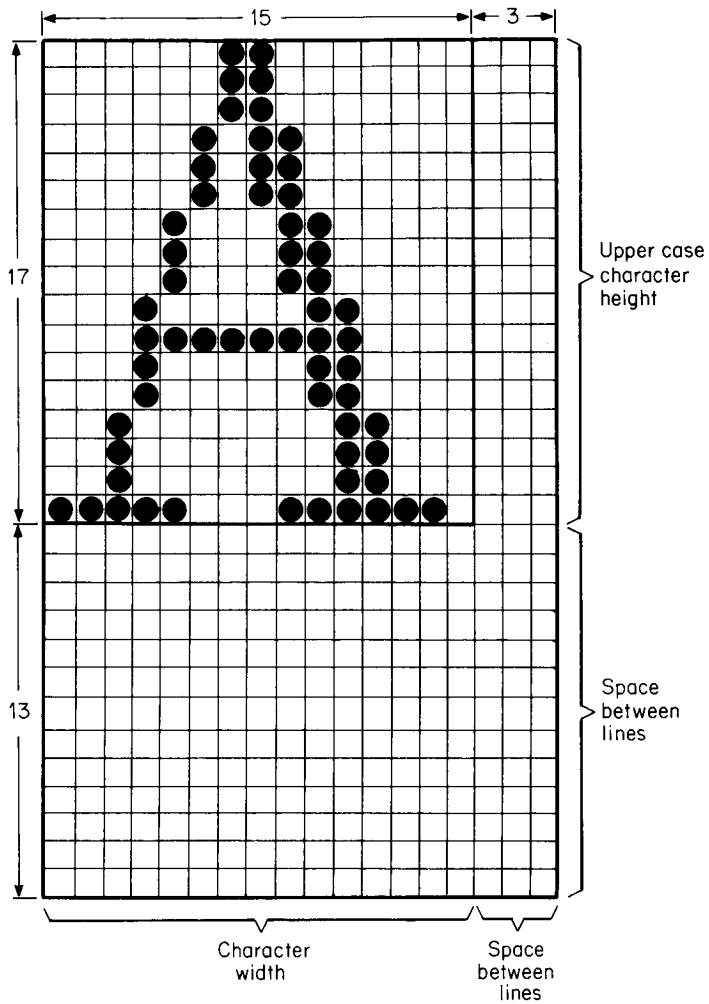 15
3
17
Upper case
character
height
13
Space
between
lines
Character
width
Space
between
lines